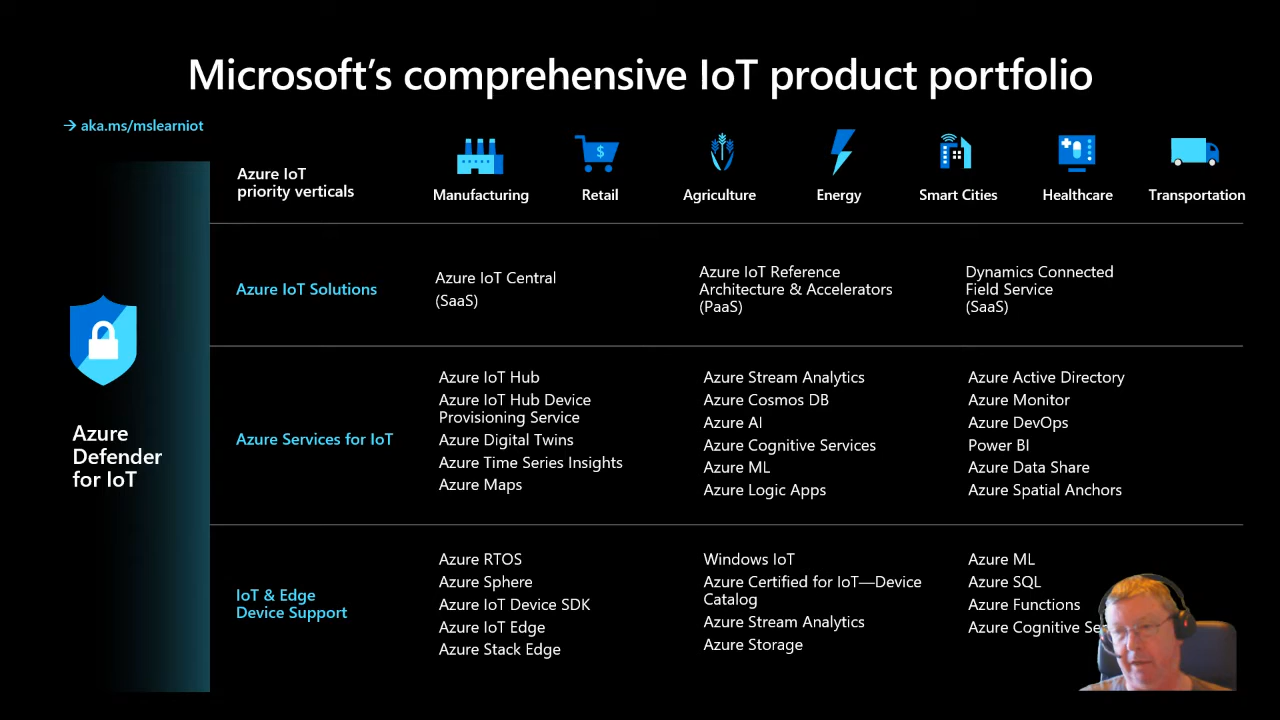 Microsoft's comprehensive IoT product portfolio
→ aka.ms/mslearniot
Azure IoT
priority verticals
Manufacturing
Retail
$
Agriculture
Energy
Smart Cities
Healthcare
Transportation
Azure
Defender
for IoT
Azure IoT Solutions
Azure IoT Central
(SaaS)
Azure IoT Reference
Architecture & Accelerators
(PaaS)
Dynamics Connected
Field Service
(SaaS)
Azure Services for IoT
Azure IoT Hub
Azure IoT Hub Device
Provisioning Service
Azure Digital Twins
Azure Time Series Insights
Azure Maps
Azure Stream Analytics
Azure Cosmos DB
Azure AI
Azure Cognitive Services
Azure ML
Azure Logic Apps
Azure Active Directory
Azure Monitor
Azure DevOps
Power BI
Azure Data Share
Azure Spatial Anchors
IoT & Edge
Device Support
Azure RTOS
Azure Sphere
Azure IoT Device SDK
Azure IoT Edge
Azure Stack Edge
Windows IoT
Azure Certified for IoT—Device
Catalog
Azure Stream Analytics
Azure Storage
Azure ML
Azure SQL
Azure Functions
Azure Cognitive